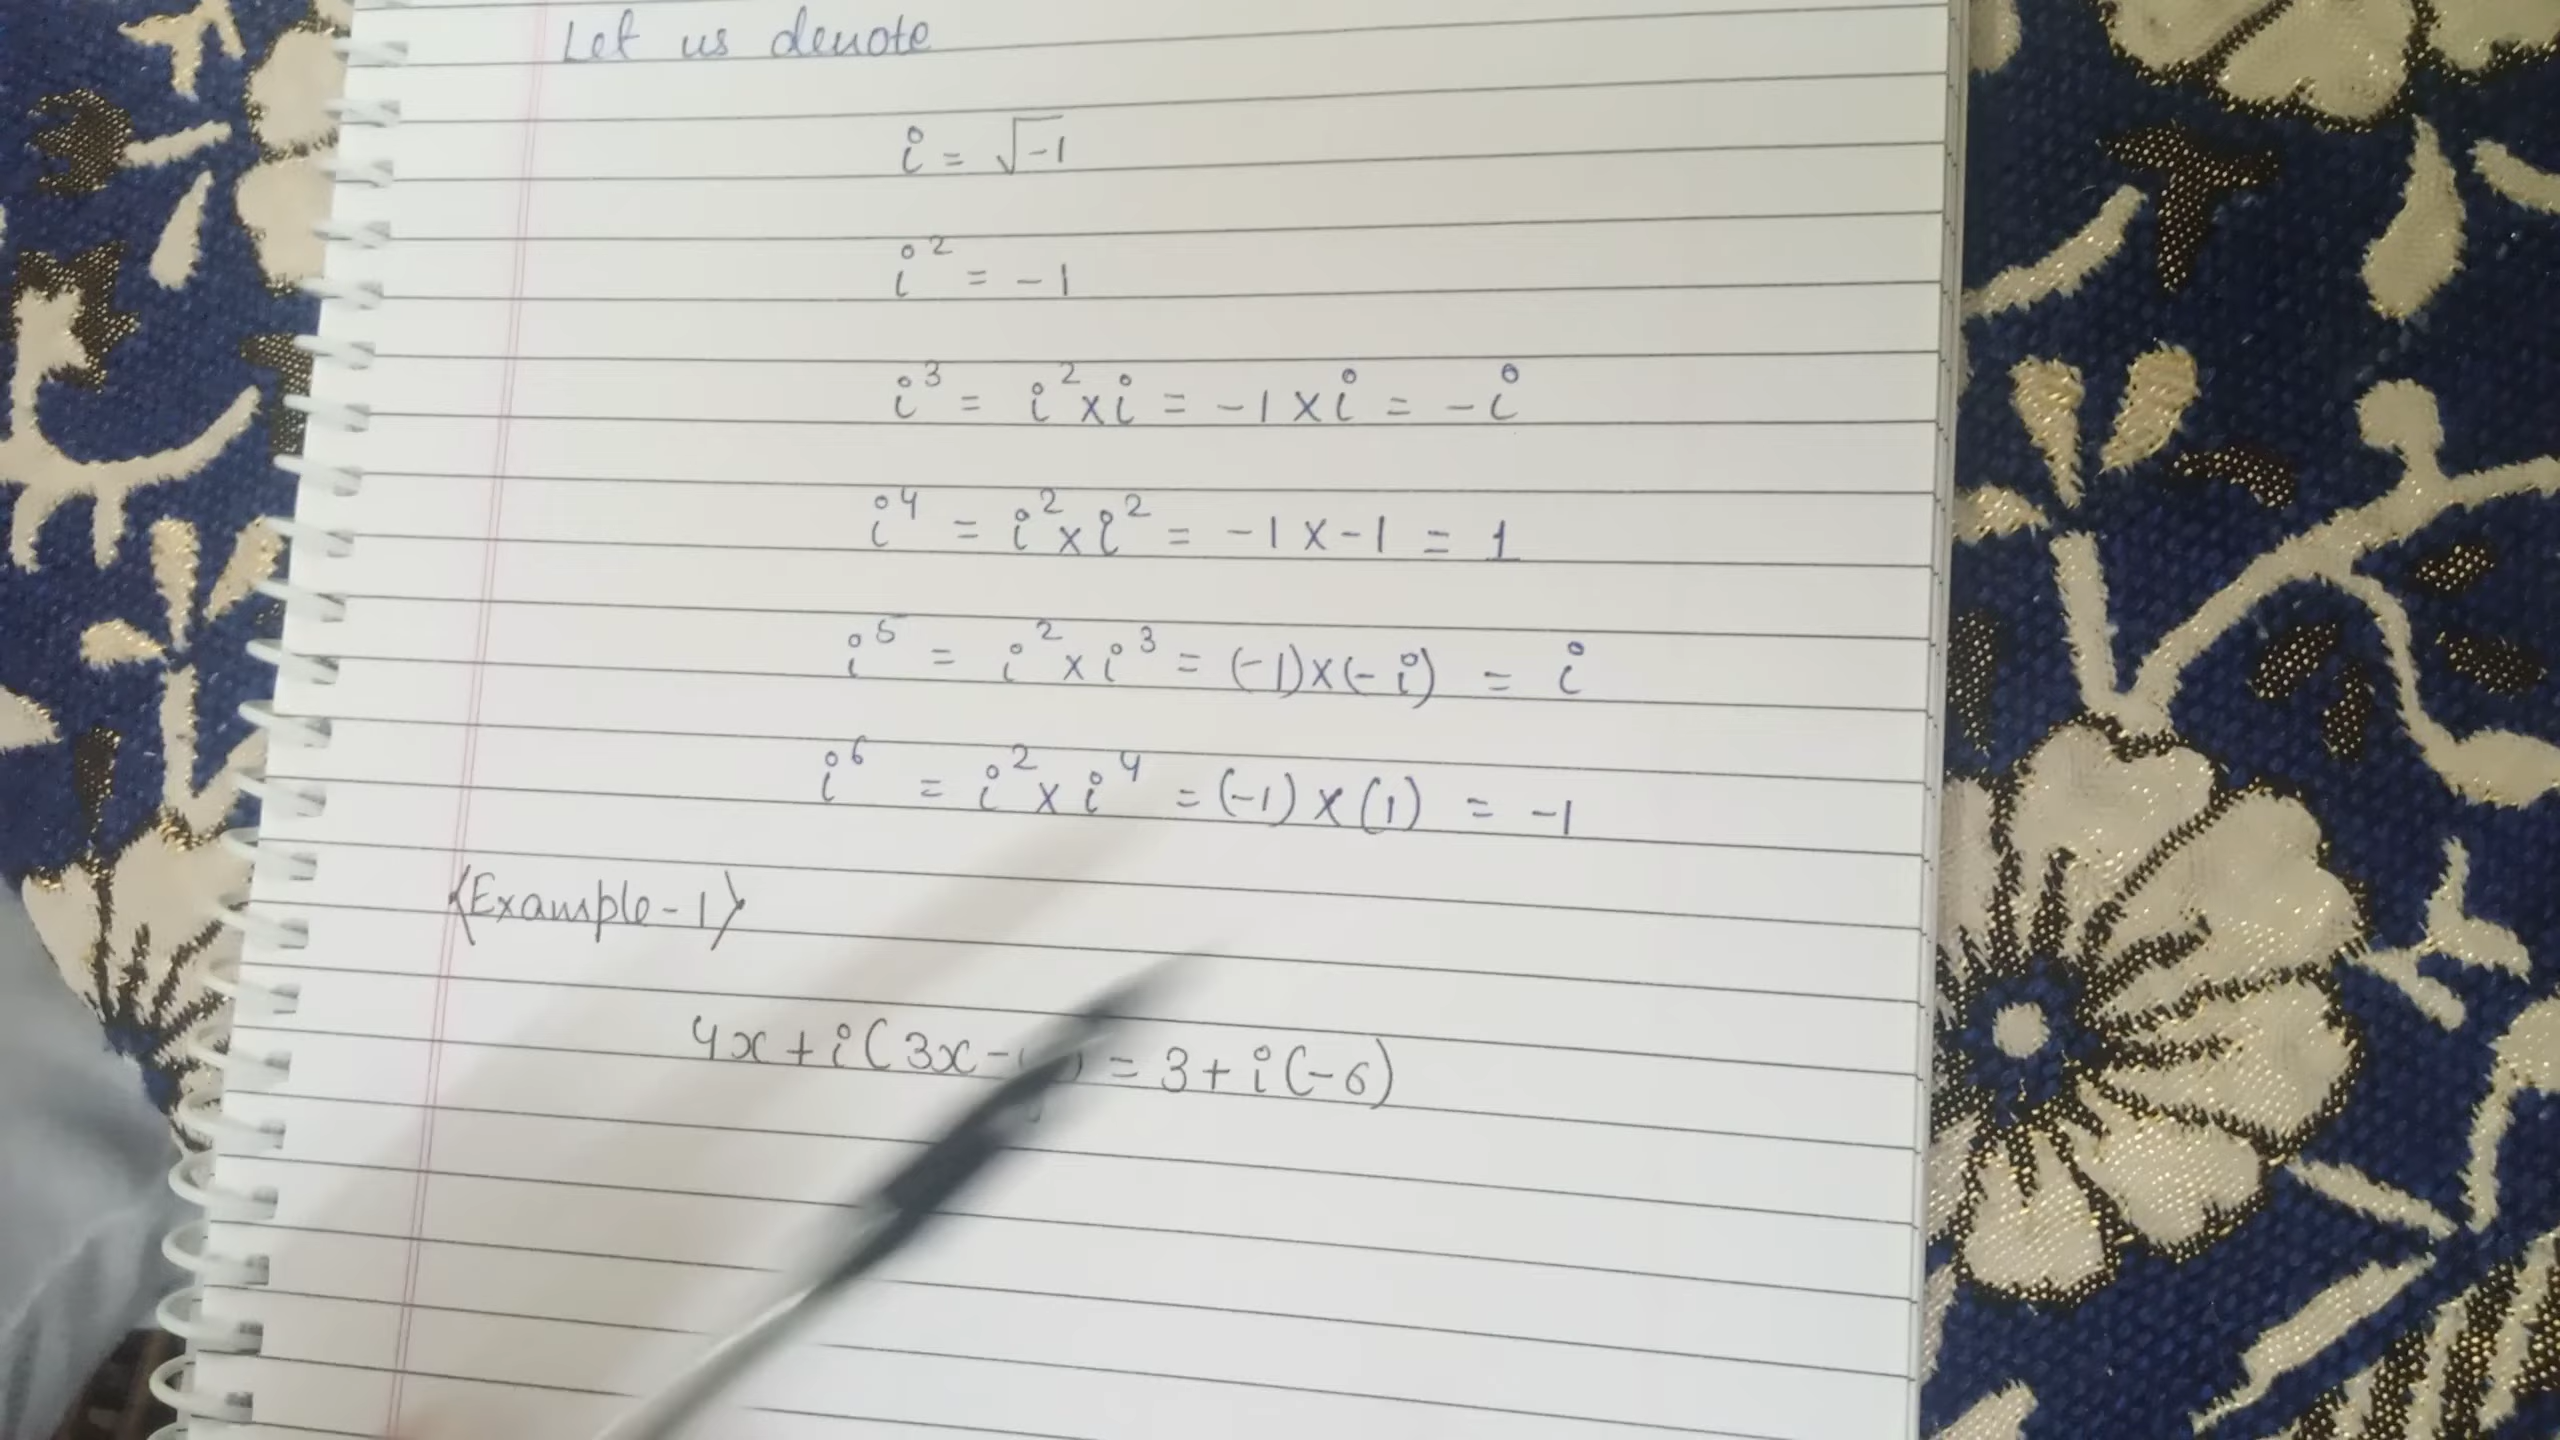 Let us denote
i = √-1
i² = -1
i³ = i² x i = -1 x i = -i
i⁴ = i² x i² = -1 x -1 = 1
i⁵ = i² x i³ = (-1) x (-i) = i
i⁶ = i² x i⁴ = (-1) x (1) = -1
<Example-1>
4x + i(3x - ) = 3 + i(-6)